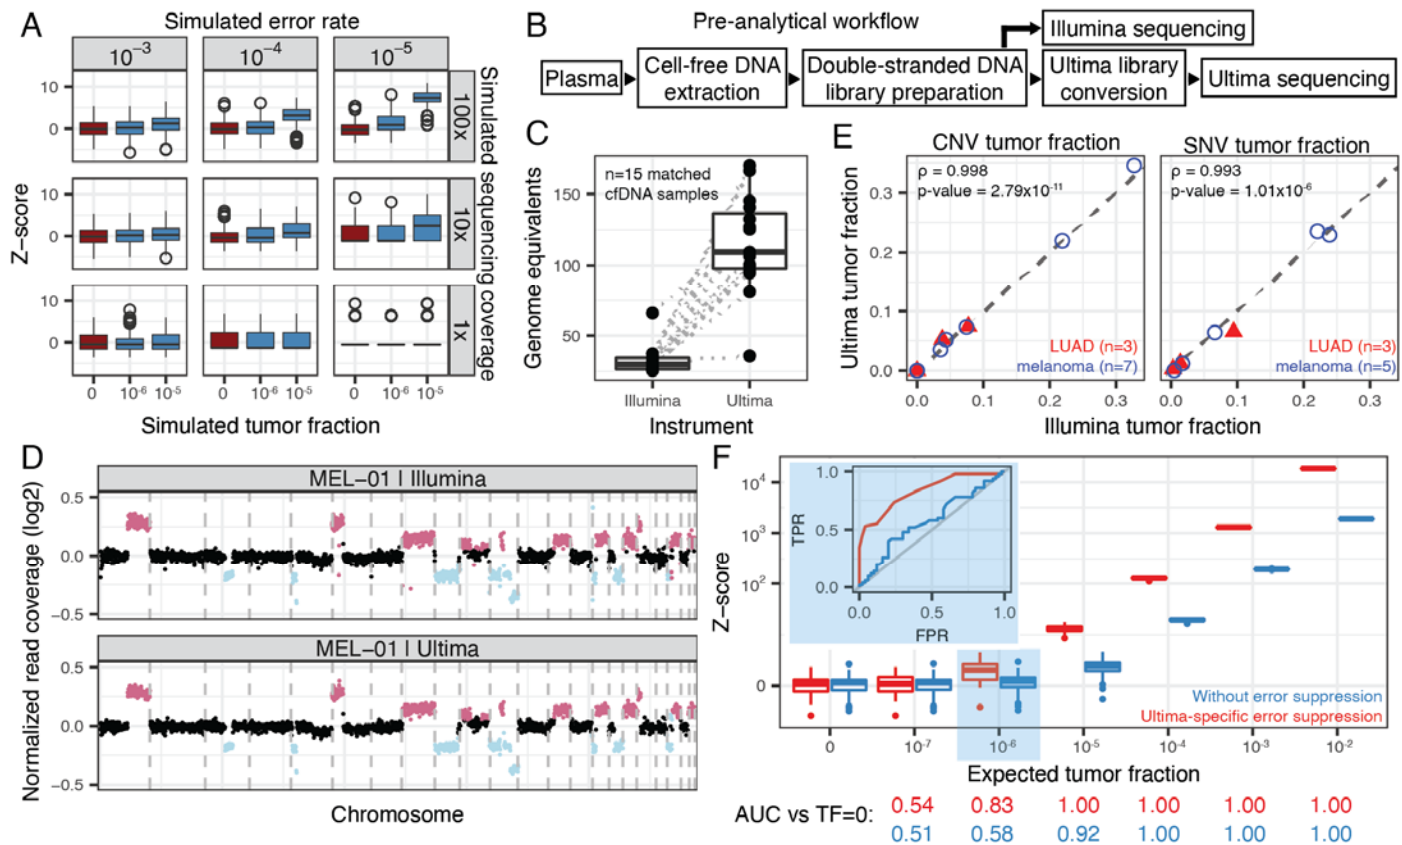 A
Simulated error rate
10−3
10−4
10−5
Simulated sequencing coverage
100x
10x
1x
Z−score
10
0
10
0
10
0
0
10-6
10-5
0
10-6
10-5
0
10-6
10-5
Simulated tumor fraction
B
Pre-analytical workflow
Plasma
Cell-free DNA
extraction
Double-stranded DNA
library preparation
Illumina sequencing
Ultima library
conversion
Ultima sequencing
C
Genome equivalents
n=15 matched
cfDNA samples
150
100
50
Illumina
Ultima
Instrument
E
CNV tumor fraction
SNV tumor fraction
Ultima tumor fraction
ρ = 0.998
p-value = 2.79x10-11
0.3
0.2
0.1
0.0
LUAD (n=3)
melanoma (n=7)
0.0
0.1
0.2
0.3
ρ = 0.993
p-value = 1.01x10-6
LUAD (n=3)
melanoma (n=5)
0.0
0.1
0.2
0.3
Illumina tumor fraction
D
Normalized read coverage (log2)
MEL−01 | Illumina
0.5
0.0
−0.5
MEL−01 | Ultima
0.5
0.0
−0.5
Chromosome
F
Z−score
104
103
102
0
TPR
1.0
0.5
0.0
0.0
0.5
1.0
FPR
Without error suppression
Ultima-specific error suppression
0
10-7
10-6
10-5
10-4
10-3
10-2
Expected tumor fraction
AUC vs TF=0:
0.54 0.83 1.00 1.00 1.00 1.00
0.51 0.58 0.92 1.00 1.00 1.00